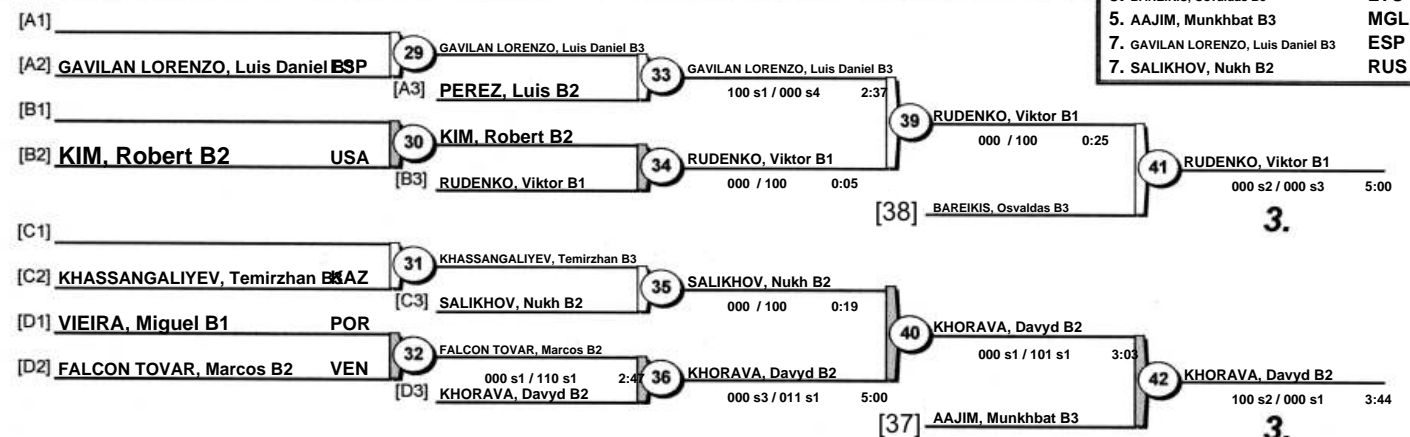 5. AAJIM, Munkhbat B3 MGL
7. GAVILAN LORENZO, Luis Daniel B3 ESP
7. SALIKHOV, Nukh B2 RUS
[A1]
[A2] GAVILAN LORENZO, Luis Daniel B3 ESP
29 GAVILAN LORENZO, Luis Daniel B3
[A3] PEREZ, Luis B2
33 GAVILAN LORENZO, Luis Daniel B3
100 s1 / 000 s4 2:37
[B1]
[B2] KIM, Robert B2 USA
30 KIM, Robert B2
[B3] RUDENKO, Viktor B1
34 RUDENKO, Viktor B1
000 / 100 0:05
39 RUDENKO, Viktor B1
000 / 100 0:25
[38] BAREIKIS, Osvaldas B3
41 RUDENKO, Viktor B1
000 s2 / 000 s3 5:00
3.
[C1]
[C2] KHASSANGALIYEV, Temirzhan B3 KAZ
31 KHASSANGALIYEV, Temirzhan B3
[C3] SALIKHOV, Nukh B2
35 SALIKHOV, Nukh B2
000 / 100 0:19
[D1] VIEIRA, Miguel B1 POR
[D2] FALCON TOVAR, Marcos B2 VEN
32 FALCON TOVAR, Marcos B2
000 s1 / 110 s1 2:47
[D3] KHORAVA, Davyd B2
36 KHORAVA, Davyd B2
000 s3 / 011 s1 5:00
40 KHORAVA, Davyd B2
000 s1 / 101 s1 3:03
[37] AAJIM, Munkhbat B3
42 KHORAVA, Davyd B2
100 s2 / 000 s1 3:44
3.